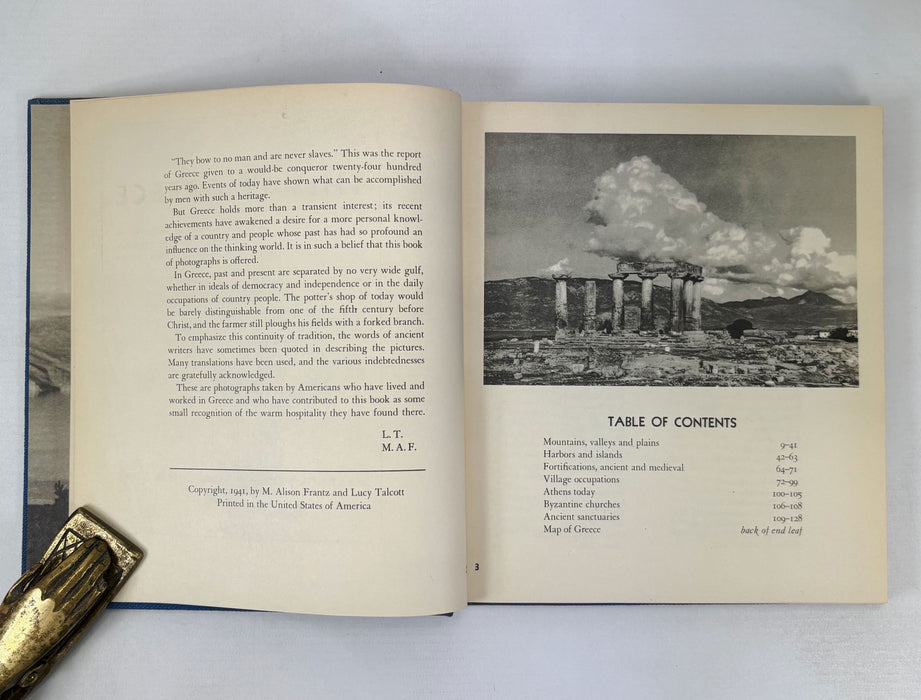 "They bow to no man and are never slaves." This was the report
of Greece given to a would-be conqueror twenty-four hundred
years ago. Events of today have shown what can be accomplished
by men with such a heritage.
But Greece holds more than a transient interest; its recent
achievements have awakened a desire for a more personal knowl-
edge of a country and people whose past has had so profound an
influence on the thinking world. It is in such a belief that this book
of photographs is offered.
In Greece, past and present are separated by no very wide gulf,
whether in ideals of democracy and independence or in the daily
occupations of country people. The potter's shop of today would
be barely distinguishable from one of the fifth century before
Christ, and the farmer still ploughs his fields with a forked branch.
To emphasize this continuity of tradition, the words of ancient
writers have sometimes been quoted in describing the pictures.
Many translations have been used, and the various indebtednesses
are gratefully acknowledged.
These are photographs taken by Americans who have lived and
worked in Greece and who have contributed to this book as some
small recognition of the warm hospitality they have found there.
L. T.
M. A. F.
Copyright, 1941, by M. Alison Frantz and Lucy Talcott
Printed in the United States of America
TABLE OF CONTENTS
Mountains, valleys and plains 9–41
Harbors and islands 42–63
Fortifications, ancient and medieval 64–71
Village occupations 72–99
Athens today 100–105
Byzantine churches 106–108
Ancient sanctuaries 109–128
Map of Greece back of end leaf
3